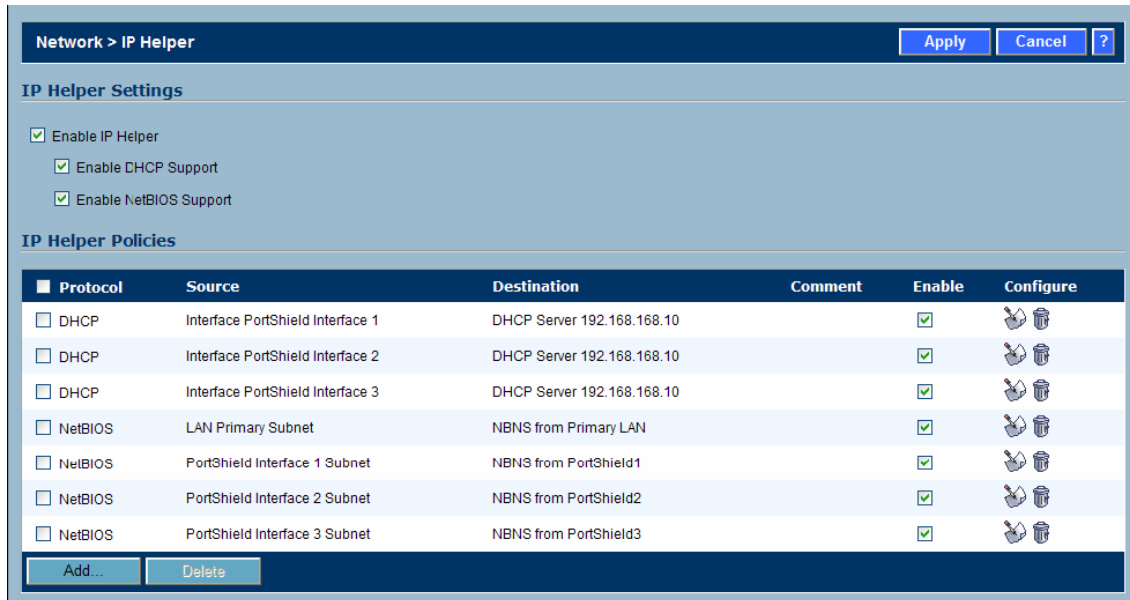 Network > IP Helper Apply Cancel ?
IP Helper Settings
Enable IP Helper
Enable DHCP Support
Enable NetBIOS Support
IP Helper Policies
Protocol Source Destination Comment Enable Configure
DHCP Interface PortShield Interface 1 DHCP Server 192.168.168.10
DHCP Interface PortShield Interface 2 DHCP Server 192.168.168.10
DHCP Interface PortShield Interface 3 DHCP Server 192.168.168.10
NetBIOS LAN Primary Subnet NBNS from Primary LAN
NetBIOS PortShield Interface 1 Subnet NBNS from PortShield1
NetBIOS PortShield Interface 2 Subnet NBNS from PortShield2
NetBIOS PortShield Interface 3 Subnet NBNS from PortShield3
Add... Delete